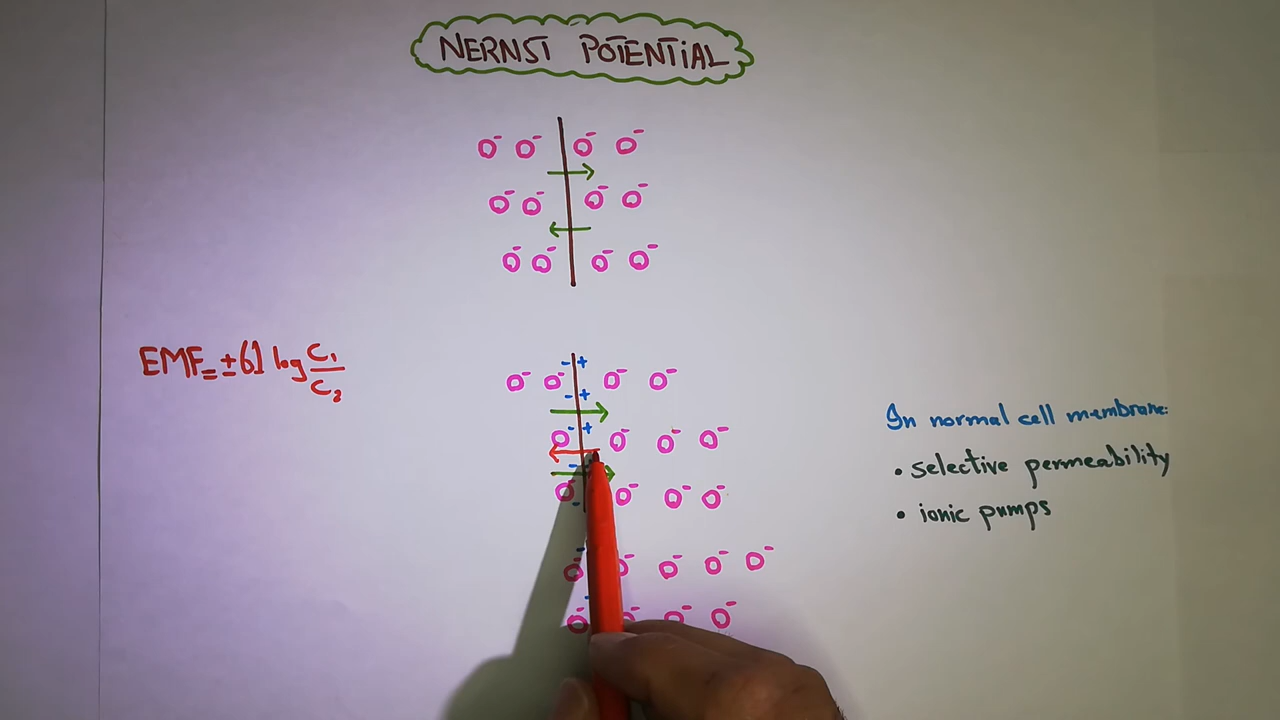 NERNST POTENTIAL
EMF = ±61 log C₁/C₂
In normal cell membrane:
• selective permeability
• ionic pumps